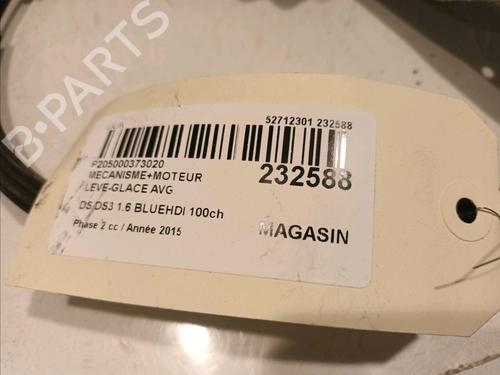 B-PARTS
52712301 232588
P205000373020
MECANISME+MOTEUR
LEVE-GLACE AVG
232588
DS DS3 1.6 BLUEHDI 100ch
Phase 2 cc / Année 2015
MAGASIN